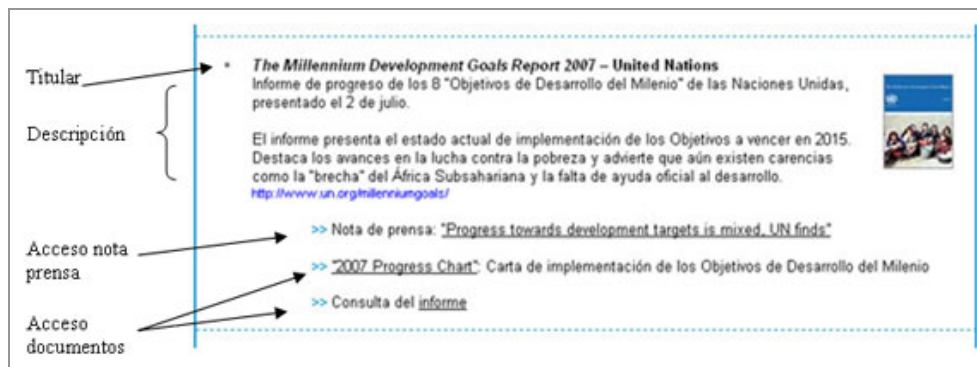 Titular
The Millennium Development Goals Report 2007 – United Nations
Informe de progreso de los 8 "Objetivos de Desarrollo del Milenio" de las Naciones Unidas,
presentado el 2 de julio.
Descripción
El informe presenta el estado actual de implementación de los Objetivos a vencer en 2015.
Destaca los avances en la lucha contra la pobreza y advierte que aún existen carencias
como la "brecha" del África Subsahariana y la falta de ayuda oficial al desarrollo.
http://www.un.org/millenniumgoals/
Acceso nota
prensa
>> Nota de prensa: "Progress towards development targets is mixed, UN finds"
>> "2007 Progress Chart": Carta de implementación de los Objetivos de Desarrollo del Milenio
>> Consulta del informe
Acceso
documentos